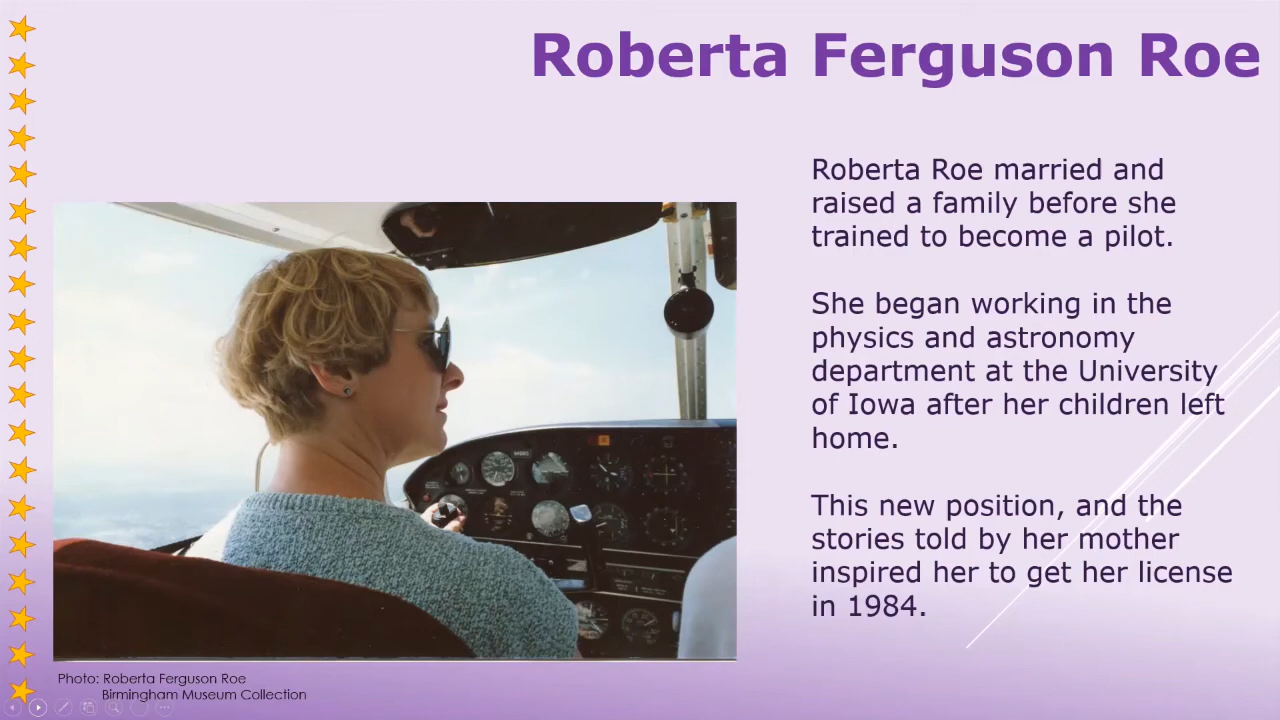 Roberta Ferguson Roe
Roberta Roe married and
raised a family before she
trained to become a pilot.
She began working in the
physics and astronomy
department at the University
of Iowa after her children left
home.
This new position, and the
stories told by her mother
inspired her to get her license
in 1984.
Photo: Roberta Ferguson Roe
Birmingham Museum Collection